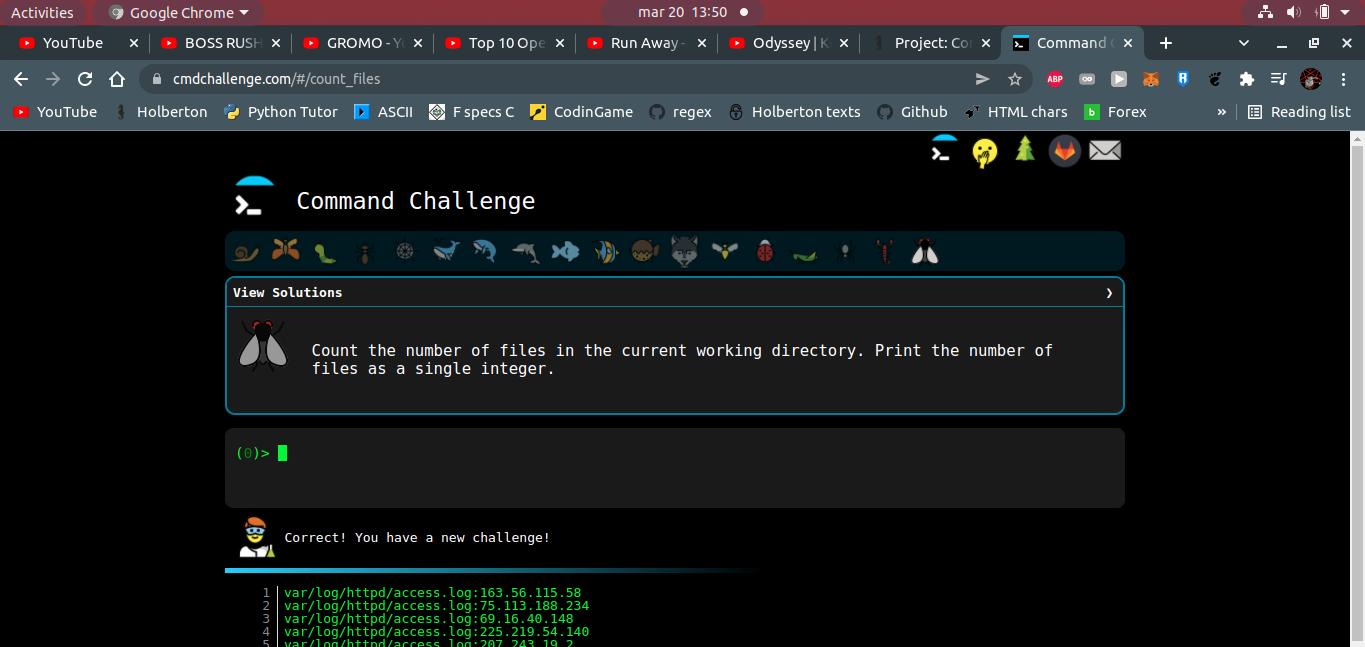 Activities Google Chrome mar 20 13:50
YouTube BOSS RUSH GROMO - Yo Top 10 Ope Run Away - Odyssey | K Project: Co Command C
cmdchallenge.com/#/count_files
YouTube Holberton Python Tutor ASCII F specs C CodinGame regex Holberton texts Github HTML chars Forex » Reading list
Command Challenge
View Solutions ❯
Count the number of files in the current working directory. Print the number of
files as a single integer.
(0)>
Correct! You have a new challenge!
1 var/log/httpd/access.log:163.56.115.58
2 var/log/httpd/access.log:75.113.188.234
3 var/log/httpd/access.log:69.16.40.148
4 var/log/httpd/access.log:225.219.54.140
5 var/log/httpd/access.log:207.243.19.2